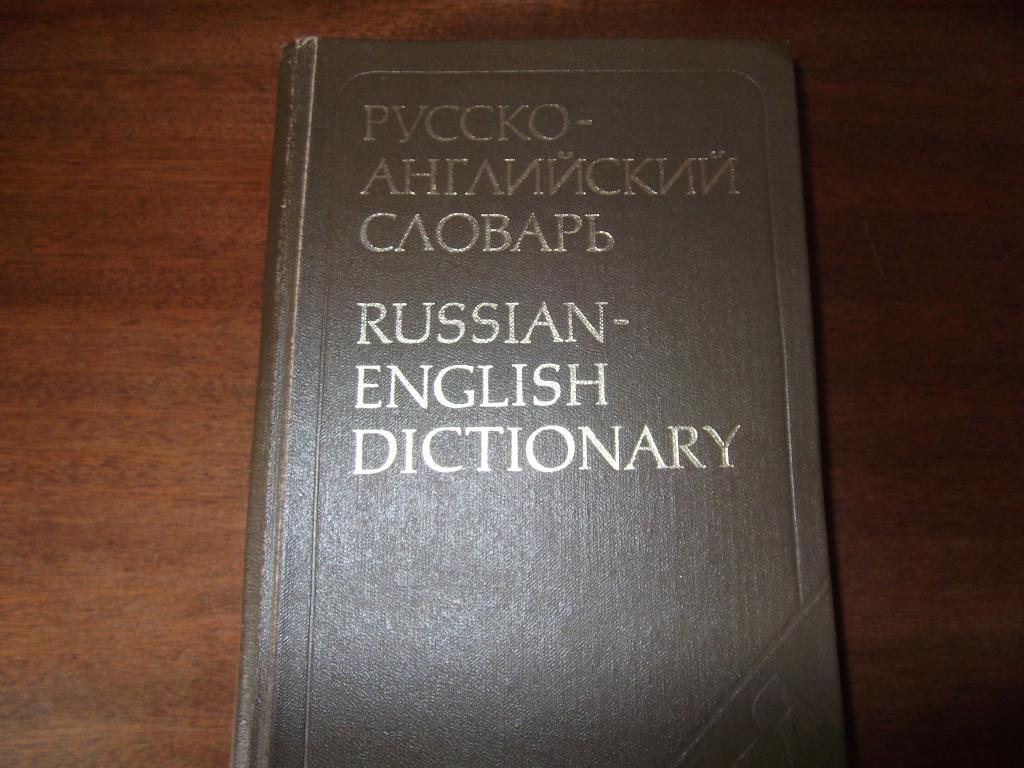 РУССКО-
АНГЛИЙСКИЙ
СЛОВАРЬ
RUSSIAN-
ENGLISH
DICTIONARY